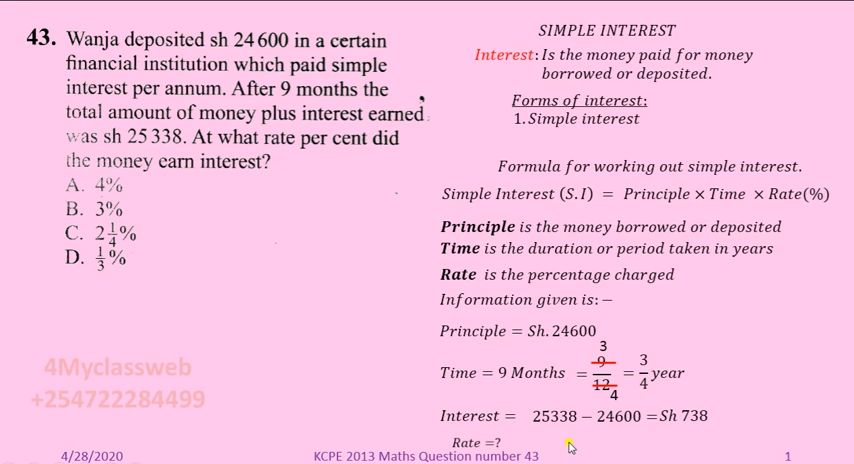 43. Wanja deposited sh 24 600 in a certain
financial institution which paid simple
interest per annum. After 9 months the
total amount of money plus interest earned
was sh 25 338. At what rate per cent did
the money earn interest?
A. 4%
B. 3%
C. 2 1/4%
D. 1/3%
4Myclassweb
+254722284499
4/28/2020
SIMPLE INTEREST
Interest: Is the money paid for money
borrowed or deposited.
Forms of interest:
1. Simple interest
Formula for working out simple interest.
Simple Interest (S.I) = Principle × Time × Rate(%)
Principle is the money borrowed or deposited
Time is the duration or period taken in years
Rate is the percentage charged
Information given is: −
Principle = Sh. 24600
3
Time = 9 Months = 9/12 = 3/4 year
4
Interest = 25338 − 24600 = Sh 738
Rate =?
KCPE 2013 Maths Question number 43
1